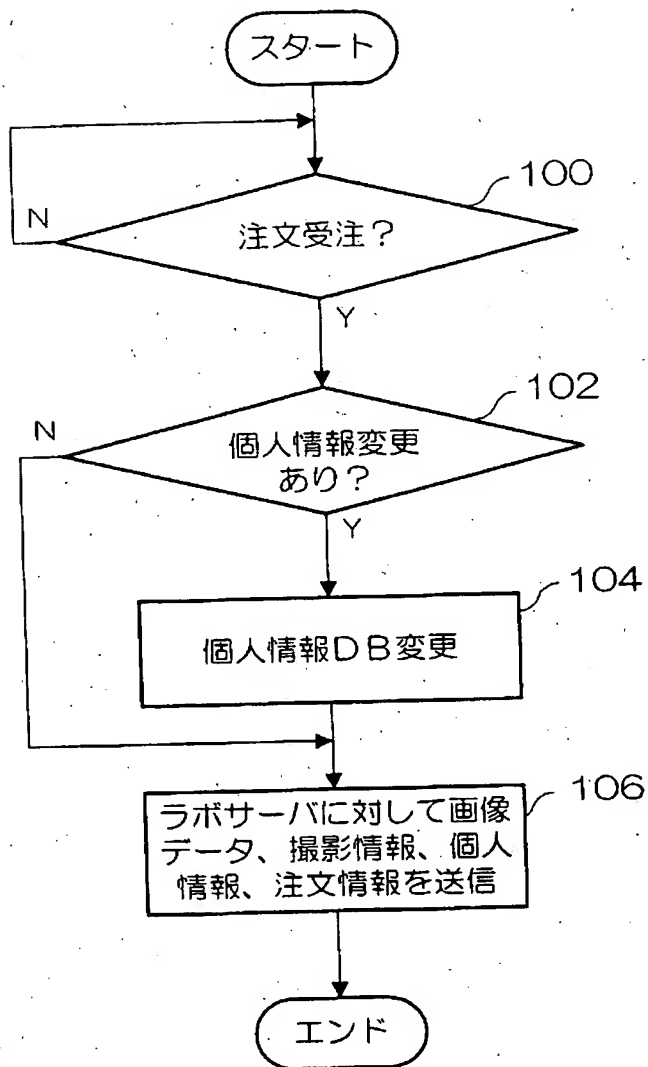 スタート
100
注文受注？
N
Y
102
個人情報変更
あり？
N
Y
104
個人情報ＤＢ変更
106
ラボサーバに対して画像
データ、撮影情報、個人
情報、注文情報を送信
エンド